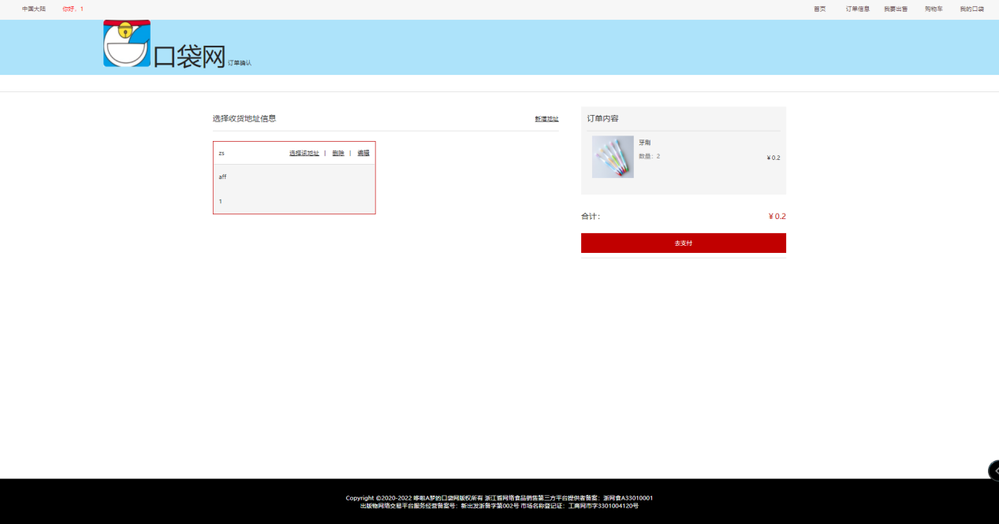 中国大陆 你好，1 首页 订单信息 我要出售 购物车 我的口袋
口袋网 订单确认
选择收货地址信息 新增地址
zs 选择该地址 | 删除 | 编辑
aff
1
订单内容
牙刷
数量：2
¥ 0.2
合计：
¥ 0.2
去支付
Copyright ©2020-2022 哆啦A梦的口袋网版权所有 浙江省网络食品销售第三方平台提供者备案：浙网食A33010001
出版物网络交易平台服务经营备案号：新出发浙备字第002号 市场名称登记证：工商网市字3301004120号